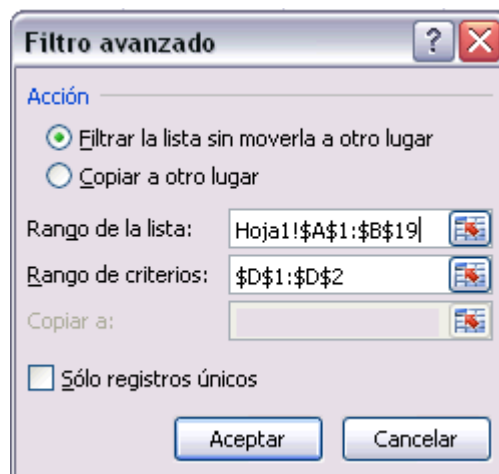 Filtro avanzado
Acción
Filtrar la lista sin moverla a otro lugar
Copiar a otro lugar
Rango de la lista: Hoja1!$A$1:$B$19
Rango de criterios: $D$1:$D$2
Copiar a:
Sólo registros únicos
Aceptar Cancelar